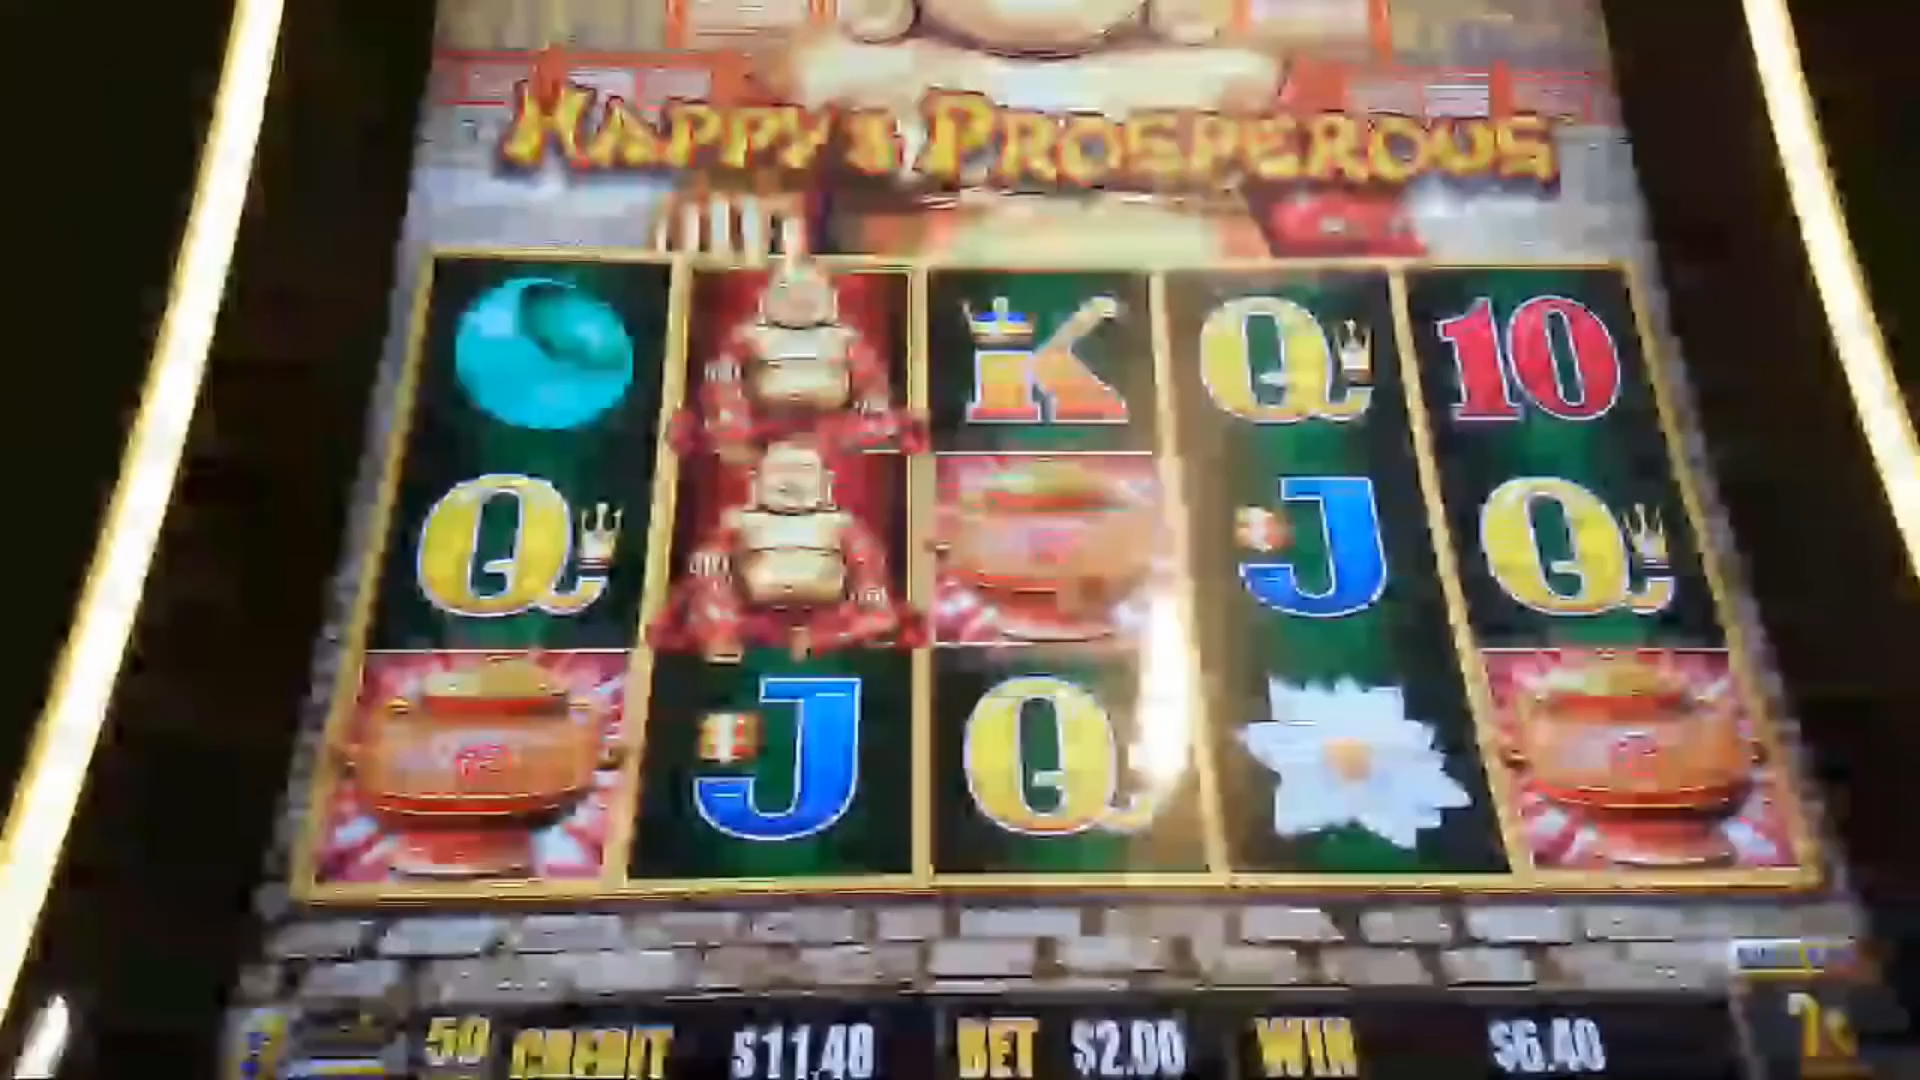 HAPPY & PROSPEROUS
K Q 10
Q J Q
J Q
50 CREDIT $11.40 BET $2.00 WIN $6.40